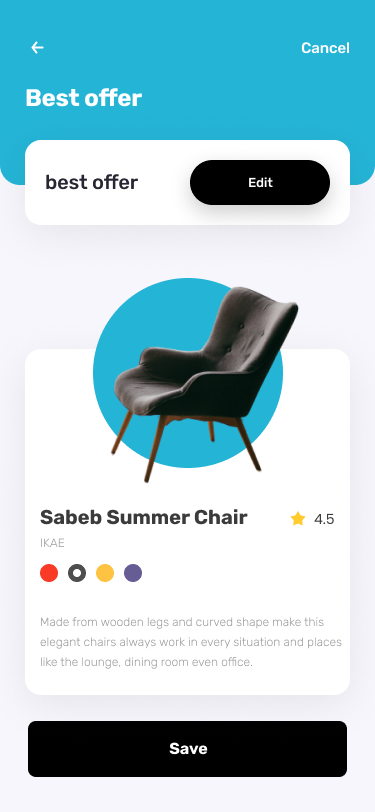 Cancel
Best offer
best offer
Edit
Sabeb Summer Chair
4.5
IKAE
Made from wooden legs and curved shape make this
elegant chairs always work in every situation and places
like the lounge, dining room even office.
Save